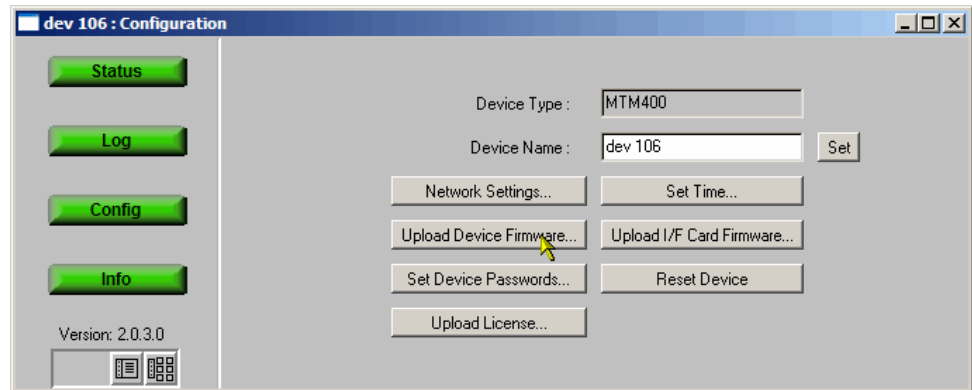 dev 106 : Configuration
Status
Log
Config
Info
Version: 2.0.3.0
Device Type :
MTM400
Device Name :
dev 106
Set
Network Settings...
Set Time...
Upload Device Firmware...
Upload I/F Card Firmware...
Set Device Passwords...
Reset Device
Upload License...